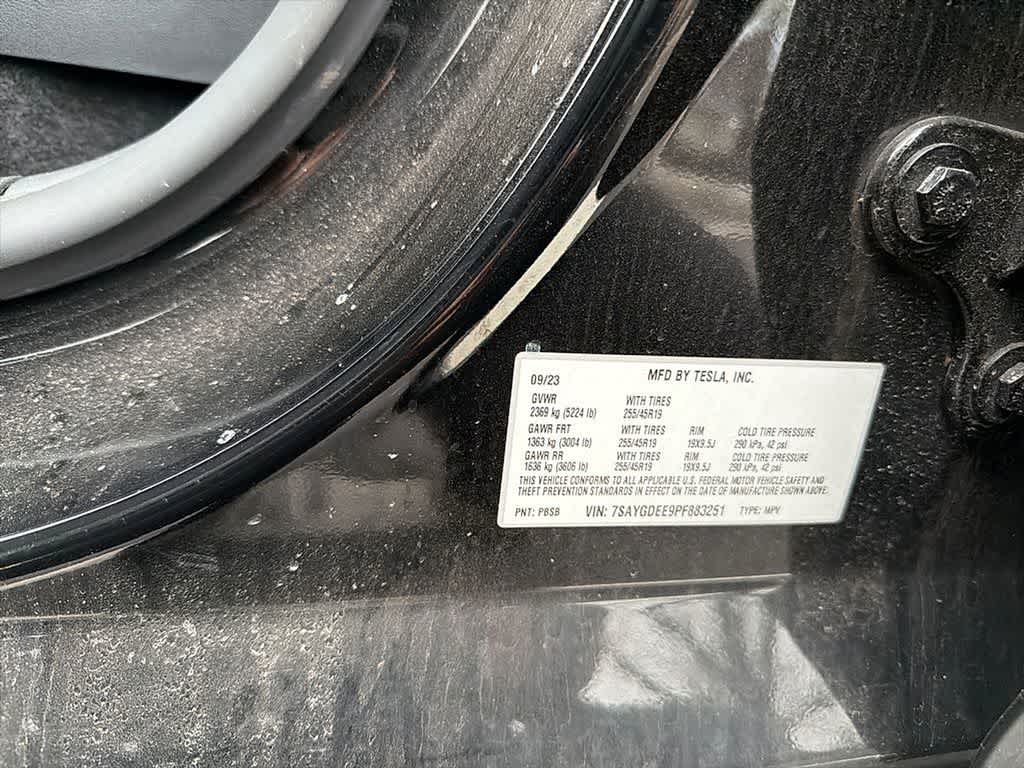 09/23 MFD BY TESLA, INC.
GVWR WITH TIRES
2369 kg (5224 lb) 255/45R19
GAWR FRT WITH TIRES RIM COLD TIRE PRESSURE
1363 kg (3004 lb) 255/45R19 19X9.5J 290 kPa, 42 psi
GAWR RR WITH TIRES RIM COLD TIRE PRESSURE
1636 kg (3606 lb) 255/45R19 19X9.5J 290 kPa, 42 psi
THIS VEHICLE CONFORMS TO ALL APPLICABLE U.S. FEDERAL MOTOR VEHICLE SAFETY AND
THEFT PREVENTION STANDARDS IN EFFECT ON THE DATE OF MANUFACTURE SHOWN ABOVE.
PNT: PBSB VIN: 7SAYGDEE9PF883251 TYPE: MPV